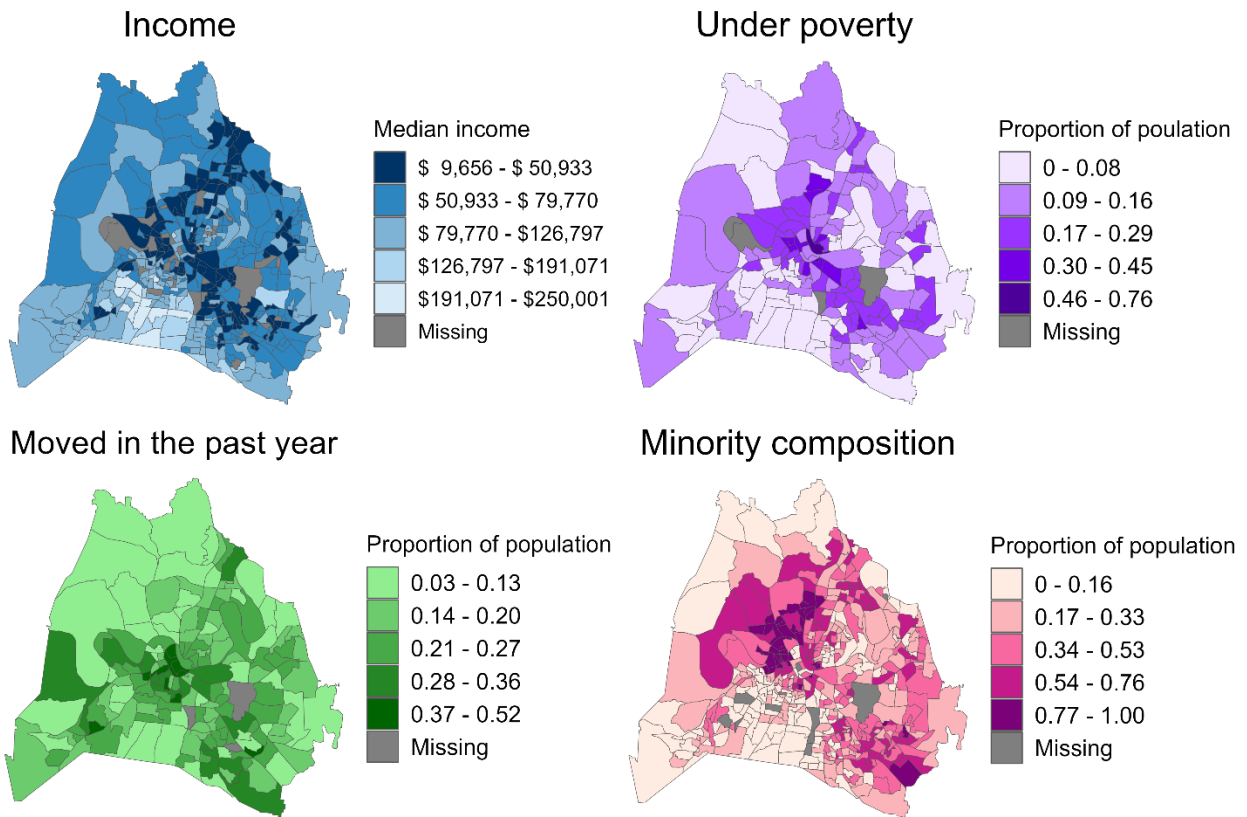 Income
Median income
$ 9,656 - $ 50,933
$ 50,933 - $ 79,770
$ 79,770 - $126,797
$126,797 - $191,071
$191,071 - $250,001
Missing
Under poverty
Proportion of poulation
0 - 0.08
0.09 - 0.16
0.17 - 0.29
0.30 - 0.45
0.46 - 0.76
Missing
Moved in the past year
Proportion of population
0.03 - 0.13
0.14 - 0.20
0.21 - 0.27
0.28 - 0.36
0.37 - 0.52
Missing
Minority composition
Proportion of population
0 - 0.16
0.17 - 0.33
0.34 - 0.53
0.54 - 0.76
0.77 - 1.00
Missing